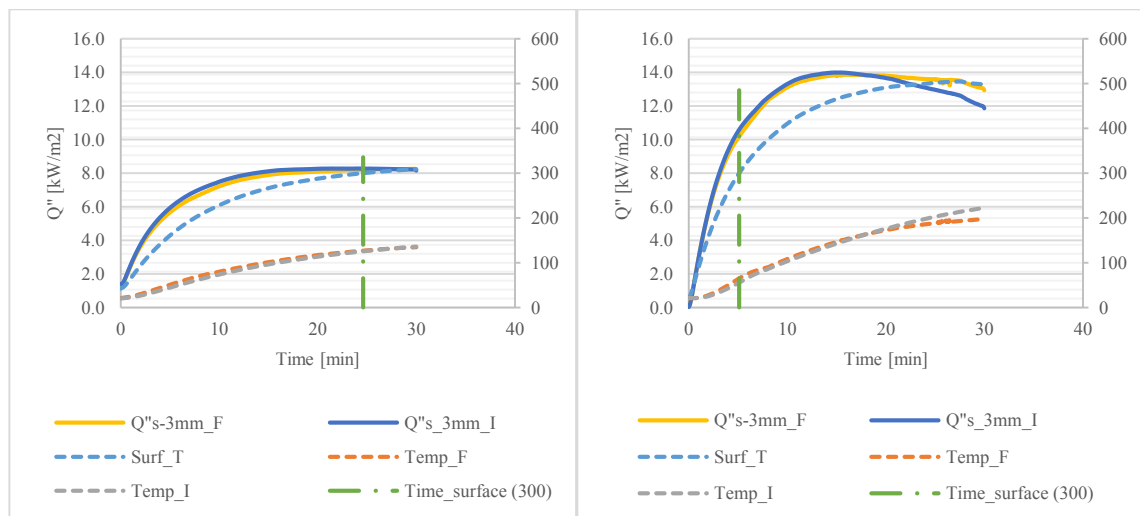 16.0
14.0
12.0
10.0
8.0
6.0
4.0
2.0
0.0
Q" [kW/m2]
600
500
400
300
200
100
0
0 10 20 30 40
Time [min]
Q"s-3mm_F Q"s_3mm_I
Surf_T Temp_F
Temp_I Time_surface (300)
16.0
14.0
12.0
10.0
8.0
6.0
4.0
2.0
0.0
Q" [kW/m2]
600
500
400
300
200
100
0
0 10 20 30 40
Time [min]
Q"s-3mm_F Q"s_3mm_I
Surf_T Temp_F
Temp_I Time_surface (300)